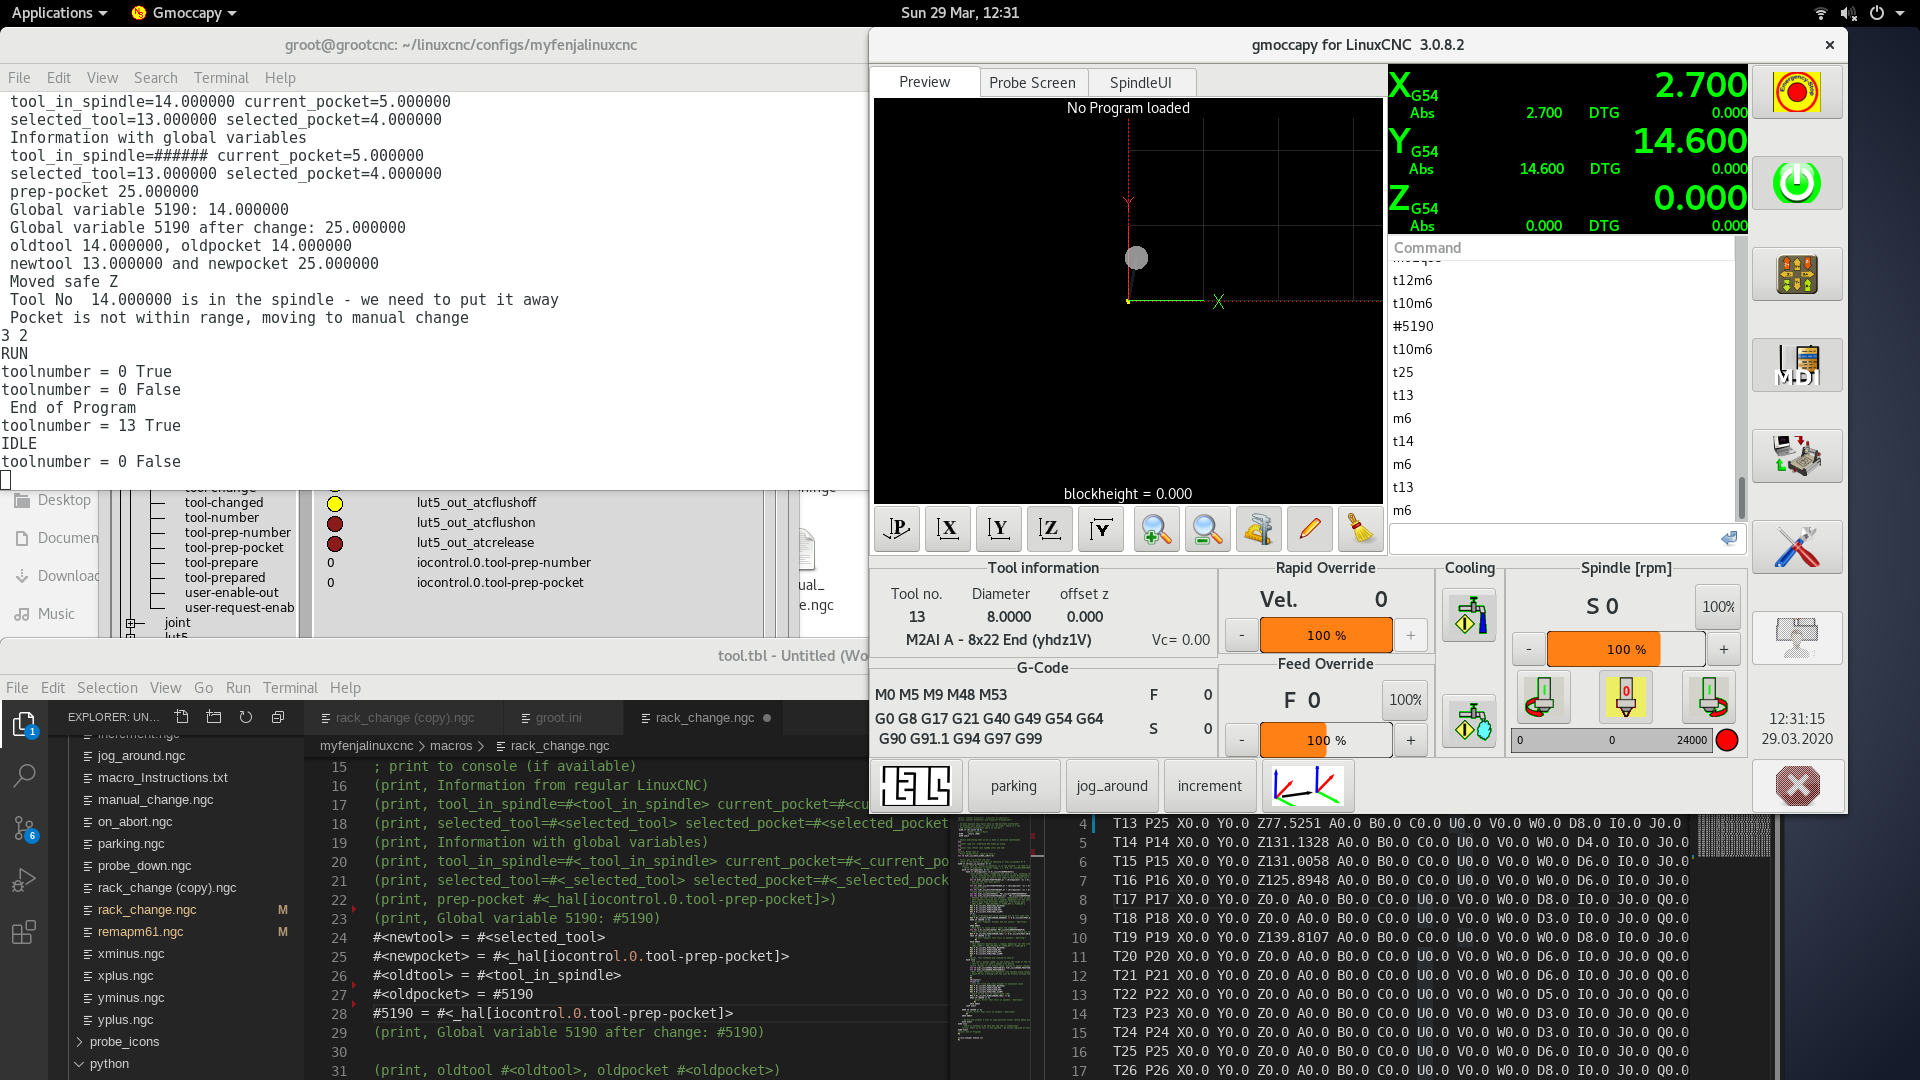 Applications
Gmoccapy
Sun 29 Mar, 12:31
groot@grootcnc: ~/linuxcnc/configs/myfenjalinuxcnc
File Edit View Search Terminal Help
tool_in_spindle=14.000000 current_pocket=5.000000
selected_tool=13.000000 selected_pocket=4.000000
Information with global variables
tool_in_spindle=###### current_pocket=5.000000
selected_tool=13.000000 selected_pocket=4.000000
prep-pocket 25.000000
Global variable 5190: 14.000000
Global variable 5190 after change: 25.000000
oldtool 14.000000, oldpocket 14.000000
newtool 13.000000 and newpocket 25.000000
Moved safe Z
Tool No  14.000000 is in the spindle - we need to put it away
Pocket is not within range, moving to manual change
3 2
RUN
toolnumber = 0 True
toolnumber = 0 False
End of Program
toolnumber = 13 True
IDLE
toolnumber = 0 False
Desktop
Documen
Downloac
Music
tool-changed
tool-number
tool-prep-number
tool-prep-pocket
tool-prepare
tool-prepared
user-enable-out
user-request-enab
joint
lut5
lut5_out_atcflushoff
lut5_out_atcflushon
lut5_out_atcrelease
0 iocontrol.0.tool-prep-number
0 iocontrol.0.tool-prep-pocket
ual_
e.ngc
gmoccapy for LinuxCNC 3.0.8.2
Preview Probe Screen SpindleUI
No Program loaded
X
blockheight = 0.000
X G54 2.700
Abs 2.700 DTG 0.000
Y G54 14.600
Abs 14.600 DTG 0.000
Z G54 0.000
Abs 0.000 DTG 0.000
Command
t12m6
t10m6
#5190
t10m6
t25
t13
m6
t14
m6
t13
m6
Emergency-Stop
MDI
P X Y Z Y
Tool information
Tool no. Diameter offset z
13 8.0000 0.000
M2AI A - 8x22 End (yhdz1V) Vc= 0.00
G-Code
M0 M5 M9 M48 M53 F 0
G0 G8 G17 G21 G40 G49 G54 G64
G90 G91.1 G94 G97 G99 S 0
Rapid Override
Vel. 0
- 100 % +
Feed Override
F 0 100%
- 100 % +
Cooling
Spindle [rpm]
S 0 100%
- 100 % +
0 0 24000
12:31:15
29.03.2020
parking jog_around increment
tool.tbl - Untitled (Wo
File Edit Selection View Go Run Terminal Help
EXPLORER: UN...
1
6
increment.ngc
jog_around.ngc
macro_Instructions.txt
manual_change.ngc
on_abort.ngc
parking.ngc
probe_down.ngc
rack_change (copy).ngc
rack_change.ngc M
remapm61.ngc M
xminus.ngc
xplus.ngc
yminus.ngc
yplus.ngc
probe_icons
python
rack_change (copy).ngc groot.ini rack_change.ngc
myfenjalinuxcnc > macros > rack_change.ngc
15 ; print to console (if available)
16 (print, Information from regular LinuxCNC)
17 (print, tool_in_spindle=#<tool_in_spindle> current_pocket=#<cu
18 (print, selected_tool=#<selected_tool> selected_pocket=#<selected_pocket
19 (print, Information with global variables)
20 (print, tool_in_spindle=#<_tool_in_spindle> current_pocket=#<_current_po
21 (print, selected_tool=#<_selected_tool> selected_pocket=#<_selected_pock
22 (print, prep-pocket #<_hal[iocontrol.0.tool-prep-pocket]>)
23 (print, Global variable 5190: #5190)
24 #<newtool> = #<selected_tool>
25 #<newpocket> = #<_hal[iocontrol.0.tool-prep-pocket]>
26 #<oldtool> = #<tool_in_spindle>
27 #<oldpocket> = #5190
28 #5190 = #<_hal[iocontrol.0.tool-prep-pocket]>
29 (print, Global variable 5190 after change: #5190)
30
31 (print, oldtool #<oldtool>, oldpocket #<oldpocket>)
4 T13 P25 X0.0 Y0.0 Z77.5251 A0.0 B0.0 C0.0 U0.0 V0.0 W0.0 D8.0 I0.0 J0.0
5 T14 P14 X0.0 Y0.0 Z131.1328 A0.0 B0.0 C0.0 U0.0 V0.0 W0.0 D4.0 I0.0 J0.0
6 T15 P15 X0.0 Y0.0 Z131.0058 A0.0 B0.0 C0.0 U0.0 V0.0 W0.0 D6.0 I0.0 J0.0
7 T16 P16 X0.0 Y0.0 Z125.8948 A0.0 B0.0 C0.0 U0.0 V0.0 W0.0 D6.0 I0.0 J0.0
8 T17 P17 X0.0 Y0.0 Z0.0 A0.0 B0.0 C0.0 U0.0 V0.0 W0.0 D8.0 I0.0 J0.0 Q0.0
9 T18 P18 X0.0 Y0.0 Z0.0 A0.0 B0.0 C0.0 U0.0 V0.0 W0.0 D3.0 I0.0 J0.0 Q0.0
10 T19 P19 X0.0 Y0.0 Z139.8107 A0.0 B0.0 C0.0 U0.0 V0.0 W0.0 D8.0 I0.0 J0.0
11 T20 P20 X0.0 Y0.0 Z0.0 A0.0 B0.0 C0.0 U0.0 V0.0 W0.0 D6.0 I0.0 J0.0 Q0.0
12 T21 P21 X0.0 Y0.0 Z0.0 A0.0 B0.0 C0.0 U0.0 V0.0 W0.0 D6.0 I0.0 J0.0 Q0.0
13 T22 P22 X0.0 Y0.0 Z0.0 A0.0 B0.0 C0.0 U0.0 V0.0 W0.0 D5.0 I0.0 J0.0 Q0.0
14 T23 P23 X0.0 Y0.0 Z0.0 A0.0 B0.0 C0.0 U0.0 V0.0 W0.0 D3.0 I0.0 J0.0 Q0.0
15 T24 P24 X0.0 Y0.0 Z0.0 A0.0 B0.0 C0.0 U0.0 V0.0 W0.0 D3.0 I0.0 J0.0 Q0.0
16 T25 P25 X0.0 Y0.0 Z0.0 A0.0 B0.0 C0.0 U0.0 V0.0 W0.0 D6.0 I0.0 J0.0 Q0.0
17 T26 P26 X0.0 Y0.0 Z0.0 A0.0 B0.0 C0.0 U0.0 V0.0 W0.0 D8.0 I0.0 J0.0 Q0.0